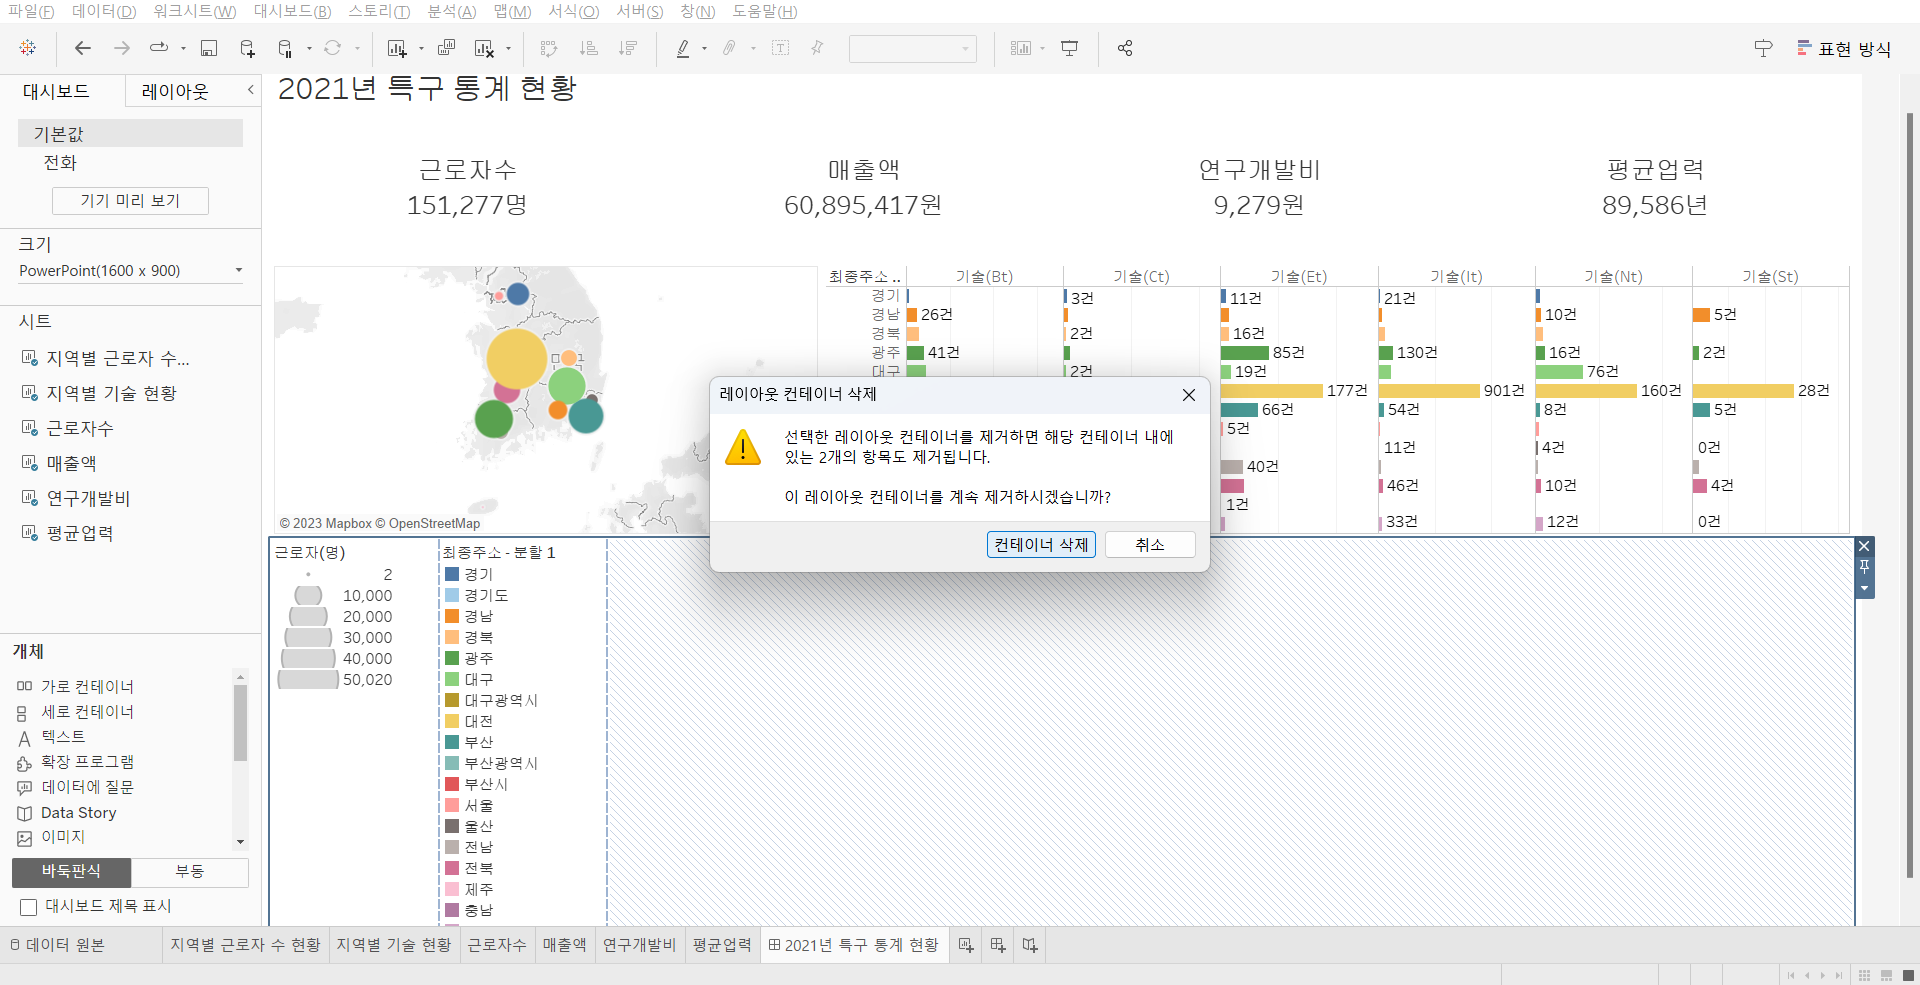 파일(F) 데이터(D) 워크시트(W) 대시보드(B) 스토리(T) 분석(A) 맵(M) 서식(O) 서버(S) 창(N) 도움말(H)
표현 방식
대시보드 레이아웃
기본값
전화
기기 미리 보기
크기
PowerPoint(1600 x 900)
시트
지역별 근로자 수...
지역별 기술 현황
근로자수
매출액
연구개발비
평균업력
개체
가로 컨테이너
세로 컨테이너
텍스트
확장 프로그램
데이터에 질문
Data Story
이미지
바둑판식 부동
대시보드 제목 표시
2021년 특구 통계 현황
근로자수 매출액 연구개발비 평균업력
151,277명 60,895,417원 9,279원 89,586년
© 2023 Mapbox © OpenStreetMap
최종주소 .. 기술(Bt) 기술(Ct) 기술(Et) 기술(It) 기술(Nt) 기술(St)
경기 3건 11건 21건
경남 26건 10건 5건
경북 2건 16건
광주 41건 85건 130건 16건 2건
대구 2건 19건 76건
177건 901건 160건 28건
66건 54건 8건 5건
5건
11건 4건 0건
40건
46건 10건 4건
1건
33건 12건 0건
레이아웃 컨테이너 삭제
선택한 레이아웃 컨테이너를 제거하면 해당 컨테이너 내에
있는 2개의 항목도 제거됩니다.
이 레이아웃 컨테이너를 계속 제거하시겠습니까?
컨테이너 삭제 취소
근로자(명)
2
10,000
20,000
30,000
40,000
50,020
최종주소 - 분할 1
경기
경기도
경남
경북
광주
대구
대구광역시
대전
부산
부산광역시
부산시
서울
울산
전남
전북
제주
충남
데이터 원본 지역별 근로자 수 현황 지역별 기술 현황 근로자수 매출액 연구개발비 평균업력 2021년 특구 통계 현황